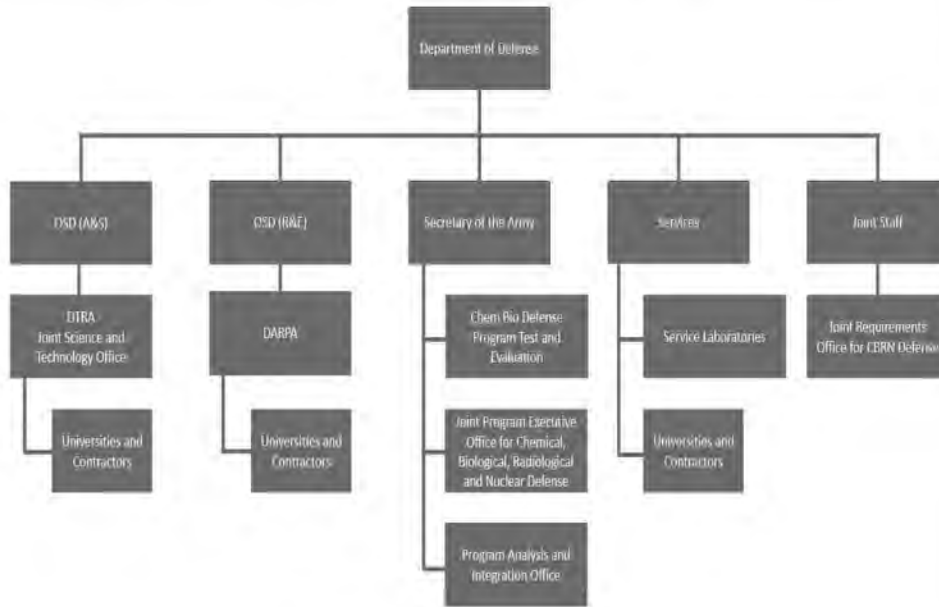 Department of Defense
OSD (A&S)
OSD (R&E)
Secretary of the Army
Services
Joint Staff
DTRA
Joint Science and
Technology Office
DARPA
Chem Bio Defense
Program Test and
Evaluation
Service Laboratories
Joint Requirements
Office for CBRN Defense
Universities and
Contractors
Universities and
Contractors
Joint Program Executive
Office for Chemical,
Biological, Radiological
and Nuclear Defense
Universities and
Contractors
Program Analysis and
Integration Office